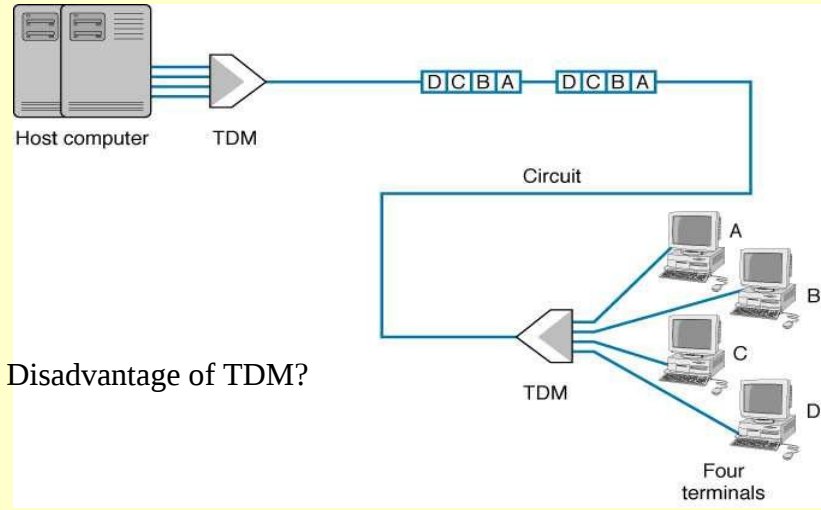 D C B A D C B A
Host computer TDM
Circuit
A
B
C
D
Disadvantage of TDM?
TDM
Four
terminals